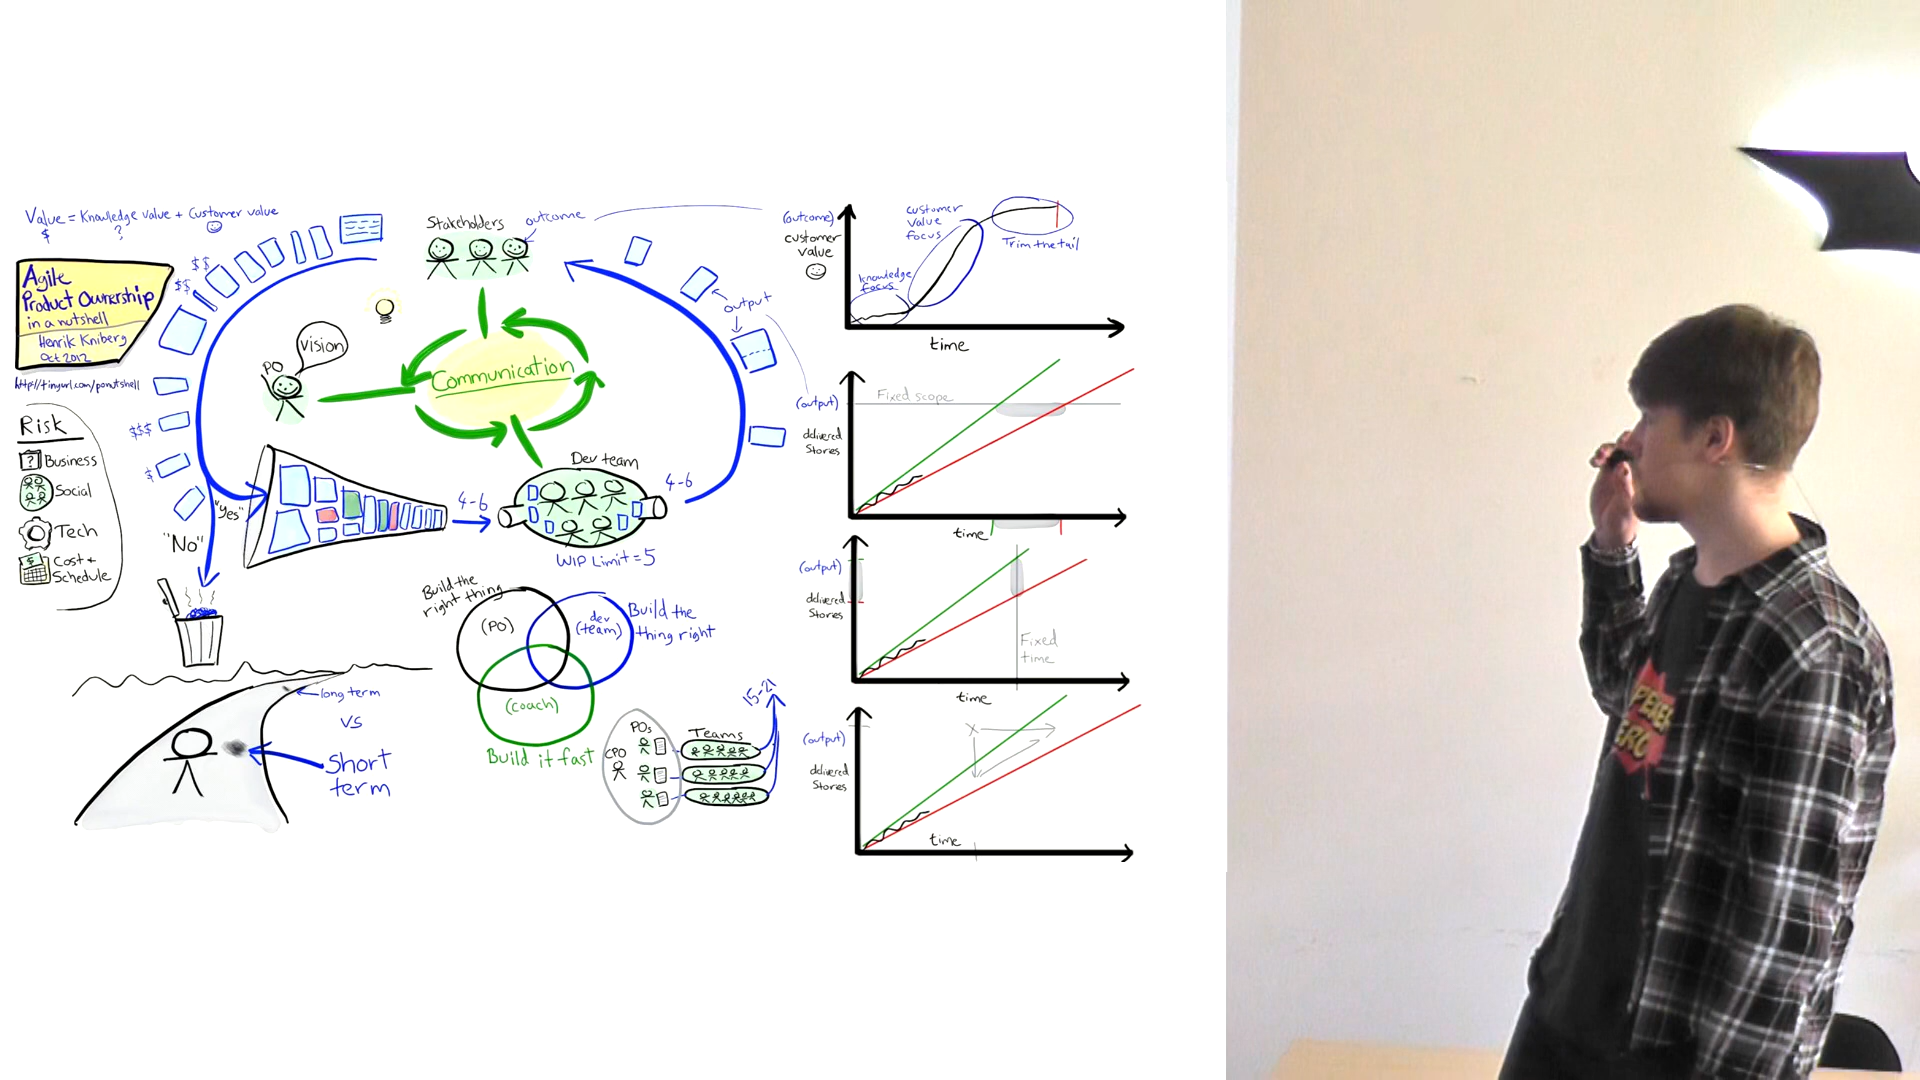 Value = Knowledge value + Customer value
$
?
Agile
Product Ownership
in a nutshell
Henrik Kniberg
Oct 2012
http://tinyurl.com/ponutshell
Risk
?
Business
Social
Tech
$
Cost +
Schedule
$$
$$
$$$
$
"Yes"
"No"
Stakeholders
outcome
PO
vision
Communication
output
4-6
Dev team
4-6
WIP Limit = 5
Build the
right thing
(PO)
dev
(team)
Build the
thing right
(coach)
Build it fast
long term
vs
Short
term
POs
CPO
Teams
15-21
(outcome)
customer
value
customer
value
focus
knowledge
focus
Trim the tail
time
(output)
delivered
Stories
Fixed scope
time
(output)
delivered
Stories
Fixed
time
time
(output)
delivered
Stories
X
time